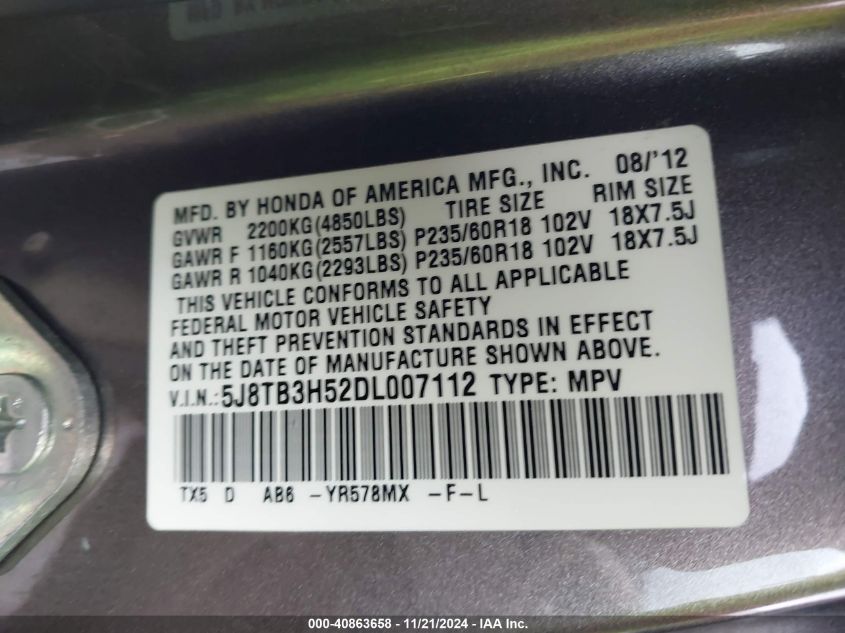 MFD. BY HONDA OF AMERICA MFG., INC. 08/'12
GVWR 2200KG(4850LBS) TIRE SIZE RIM SIZE
GAWR F 1160KG(2557LBS) P235/60R18 102V 18X7.5J
GAWR R 1040KG(2293LBS) P235/60R18 102V 18X7.5J
THIS VEHICLE CONFORMS TO ALL APPLICABLE
FEDERAL MOTOR VEHICLE SAFETY
AND THEFT PREVENTION STANDARDS IN EFFECT
ON THE DATE OF MANUFACTURE SHOWN ABOVE.
V.I.N.:5J8TB3H52DL007112 TYPE: MPV
TX5 D AB6 -YR578MX -F-L
000-40863658 - 11/21/2024 - IAA Inc.